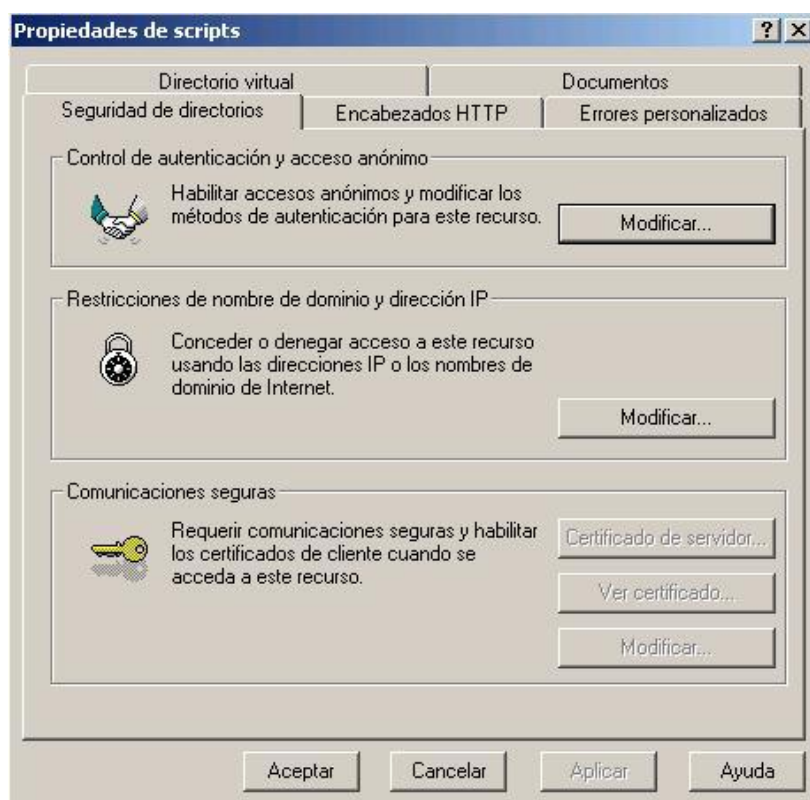 Propiedades de scripts
Directorio virtual
Documentos
Seguridad de directorios
Encabezados HTTP
Errores personalizados
Control de autenticación y acceso anónimo
Habilitar accesos anónimos y modificar los
métodos de autenticación para este recurso.
Modificar...
Restricciones de nombre de dominio y dirección IP
Conceder o denegar acceso a este recurso
usando las direcciones IP o los nombres de
dominio de Internet.
Modificar...
Comunicaciones seguras
Requerir comunicaciones seguras y habilitar
los certificados de cliente cuando se
acceda a este recurso.
Certificado de servidor...
Ver certificado...
Modificar...
Aceptar
Cancelar
Aplicar
Ayuda